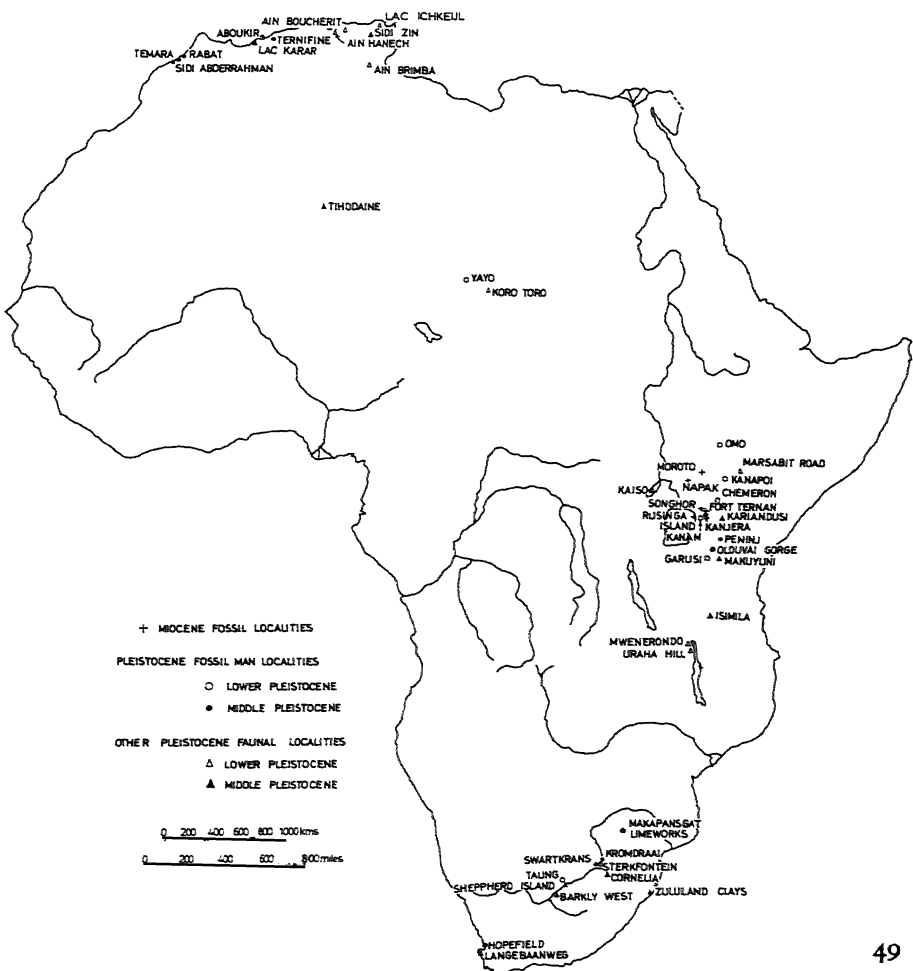 LAC ICHKEUL
AIN BOUCHERIT
ABOUKIR
SIDI ZIN
TERNIFINE
AIN HANECH
LAC KARAR
TEMARA
RABAT
SIDI ABDERRAHMAN
AIN BRIMBA
TIHODAINE
YAYO
KORO TORO
OMO
MOROTO
MARSABIT ROAD
NAPAK
KANAPOI
KAISO
CHEMERON
SONGHOR
FORT TERNAN
RUSINGA
ISLAND
KARIANDUSI
KANJERA
KANAM
PENINJ
OLDUVAI GORGE
GARUSI
MAKUYUNI
ISIMILA
MWENERONDO
URAHA HILL
+ MIOCENE FOSSIL LOCALITIES
PLEISTOCENE FOSSIL MAN LOCALITIES
○ LOWER PLEISTOCENE
● MIDDLE PLEISTOCENE
OTHER PLEISTOCENE FAUNAL LOCALITIES
△ LOWER PLEISTOCENE
▲ MIDDLE PLEISTOCENE
0 200 400 600 800 1000 kms
0 200 400 600 800 miles
MAKAPANSGAT
LIMEWORKS
KROMDRAAI
SWARTKRANS
STERKFONTEIN
TAUNG
CORNELIA
SHEPPHERD ISLAND
BARKLY WEST
ZULULAND CLAYS
HOPEFIELD
LANGEBAANWEG
49